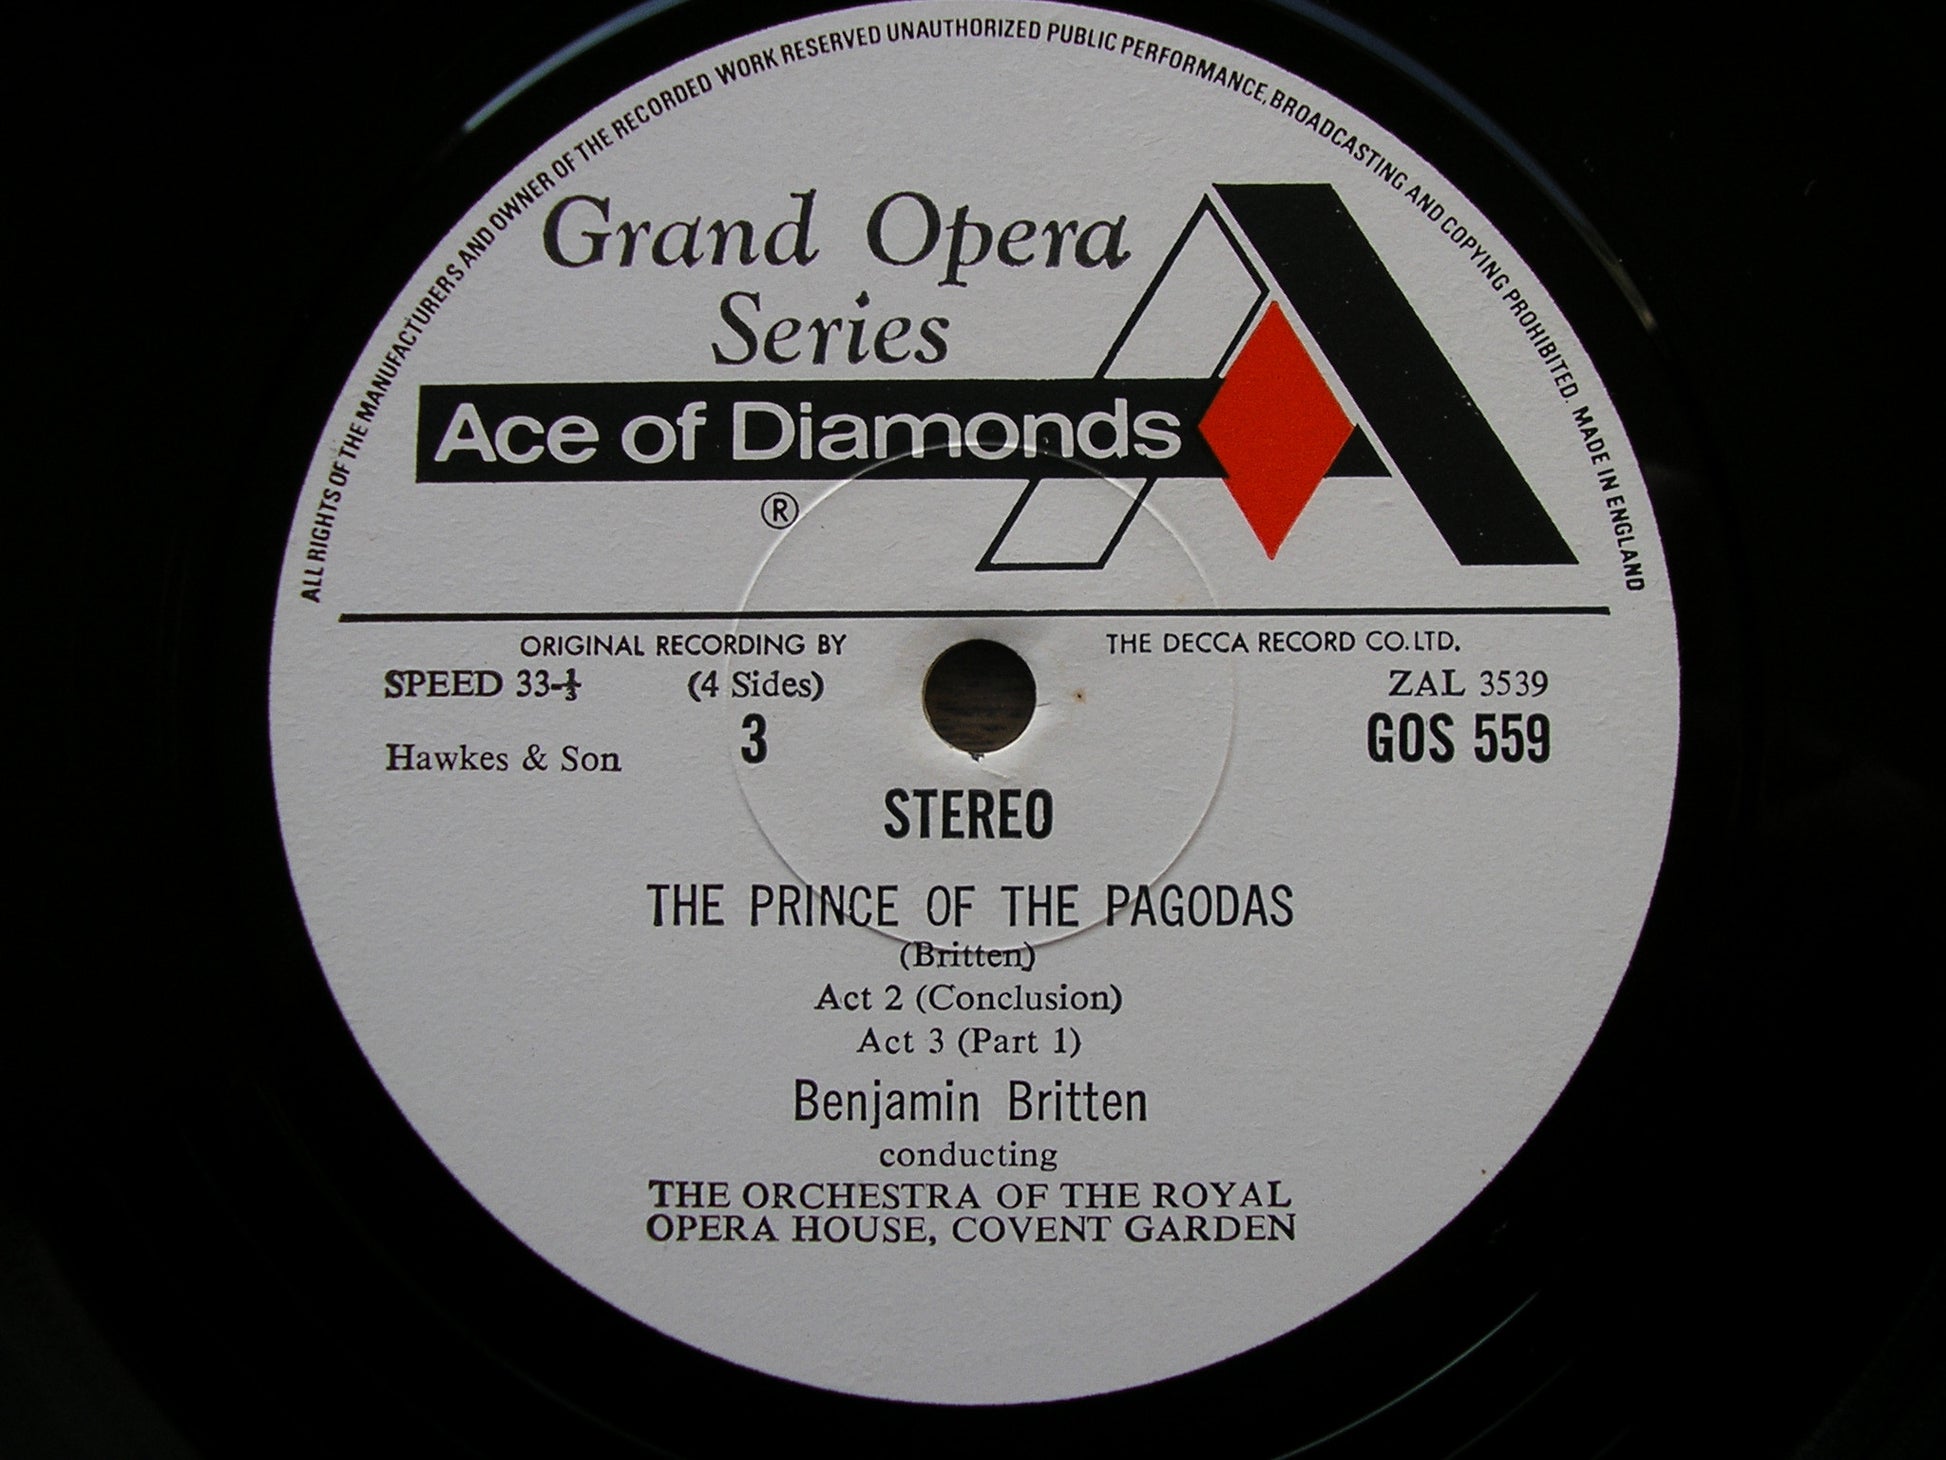 ALL RIGHTS OF THE MANUFACTURERS AND OWNER OF THE RECORDED WORK RESERVED UNAUTHORIZED PUBLIC PERFORMANCE, BROADCASTING AND COPYING PROHIBITED. MADE IN ENGLAND
Grand Opera
Series
Ace of Diamonds
®
ORIGINAL RECORDING BY THE DECCA RECORD CO. LTD.
SPEED 33-⅓ (4 Sides) ZAL 3539
3 GOS 559
Hawkes & Son
STEREO
THE PRINCE OF THE PAGODAS
(Britten)
Act 2 (Conclusion)
Act 3 (Part 1)
Benjamin Britten
conducting
THE ORCHESTRA OF THE ROYAL
OPERA HOUSE, COVENT GARDEN